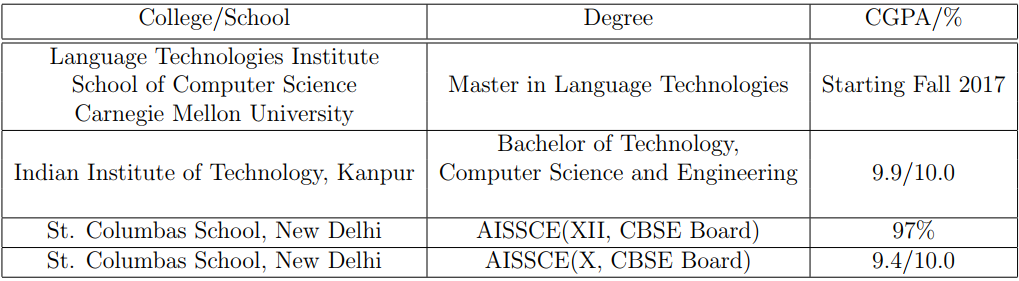 College/School Degree CGPA/%
Language Technologies Institute
School of Computer Science
Carnegie Mellon University
Master in Language Technologies
Starting Fall 2017
Indian Institute of Technology, Kanpur
Bachelor of Technology,
Computer Science and Engineering
9.9/10.0
St. Columbas School, New Delhi AISSCE(XII, CBSE Board) 97%
St. Columbas School, New Delhi AISSCE(X, CBSE Board) 9.4/10.0